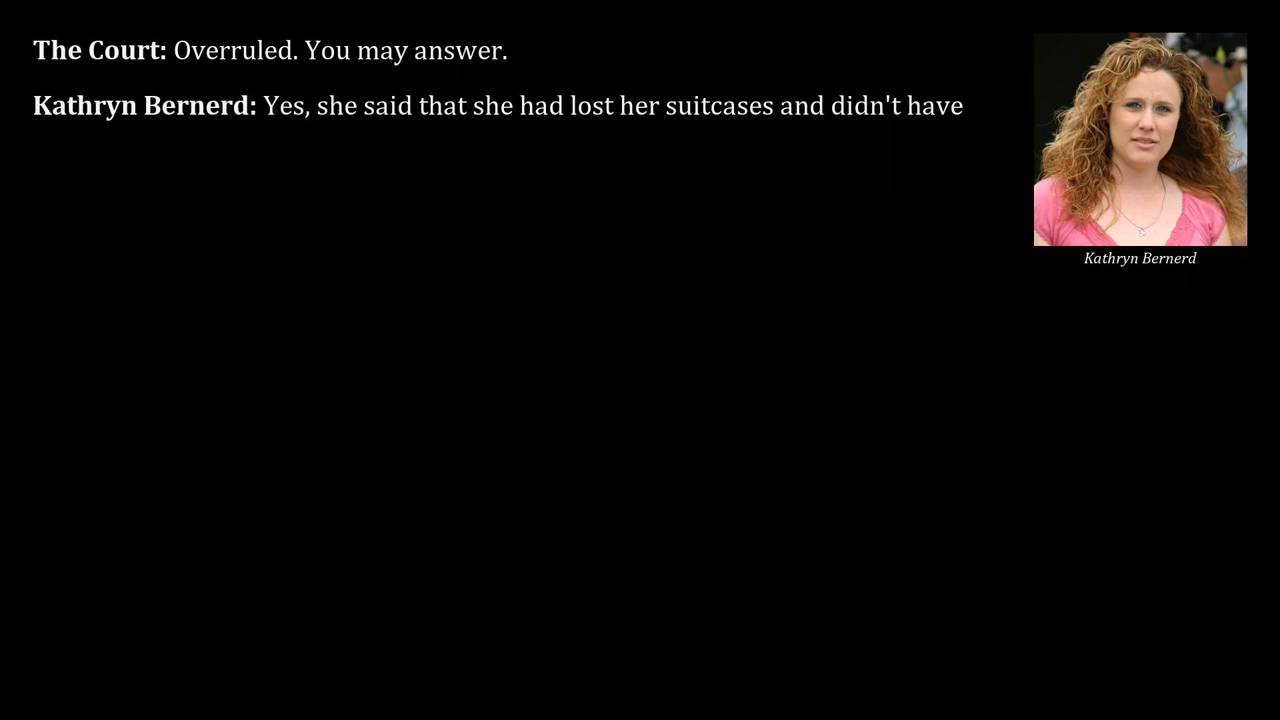 The Court: Overruled. You may answer.
Kathryn Bernerd: Yes, she said that she had lost her suitcases and didn't have
Kathryn Bernerd